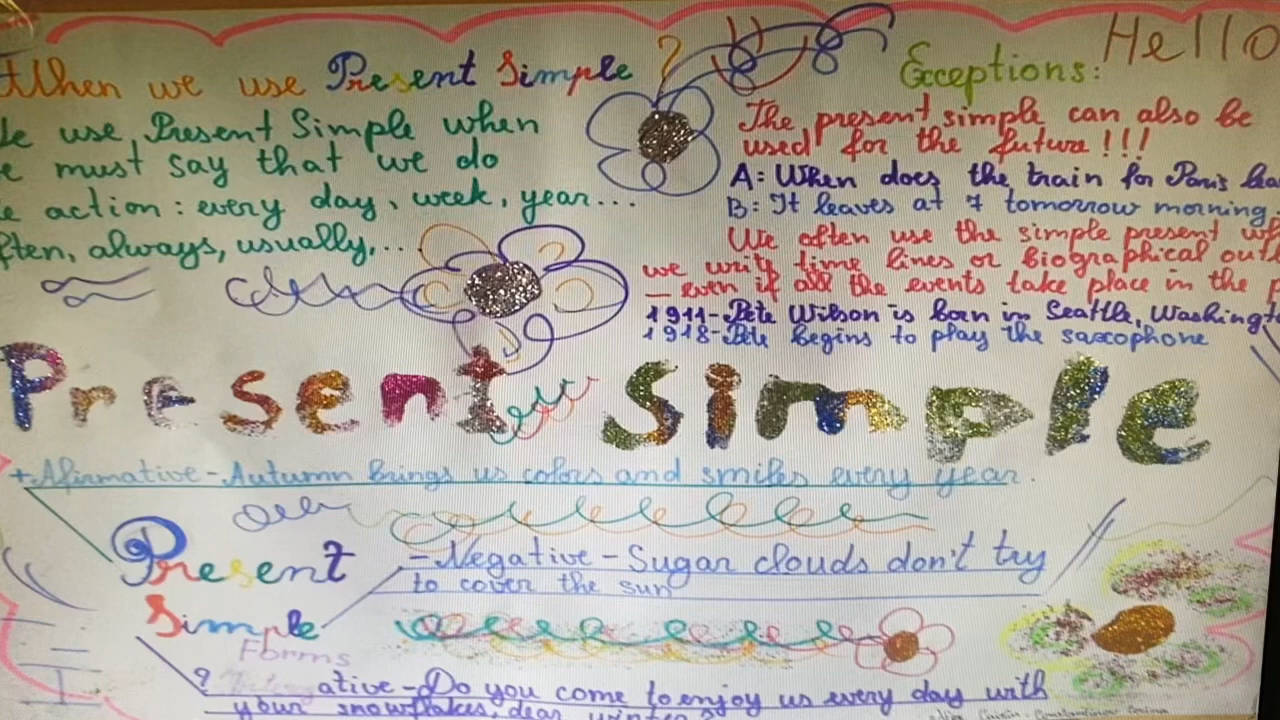 When we use Present Simple?
use Present Simple when
must say that we do
action: every day, week, year...
ften, always, usually,...
Hello
Exceptions:
The present simple can also be
used for the future!!!
A: When does the train for Paris lea
B: It leaves at 7 tomorrow morning,
We often use the simple present
we write time lines or Biographical out
- even if all the events take place in the p
1911-Pete Wilson is born in Seattle, Washingt
1918-Pete begins to play the saxophone
Present Simple
+Afirmative-Autumn brings us colors and smiles every year.
Present
Simple
Forms
-Negative-Sugar clouds don't try
to cover the sun
? ative-Do you come to enjoy us every day with
your snowflakes, dear winter?